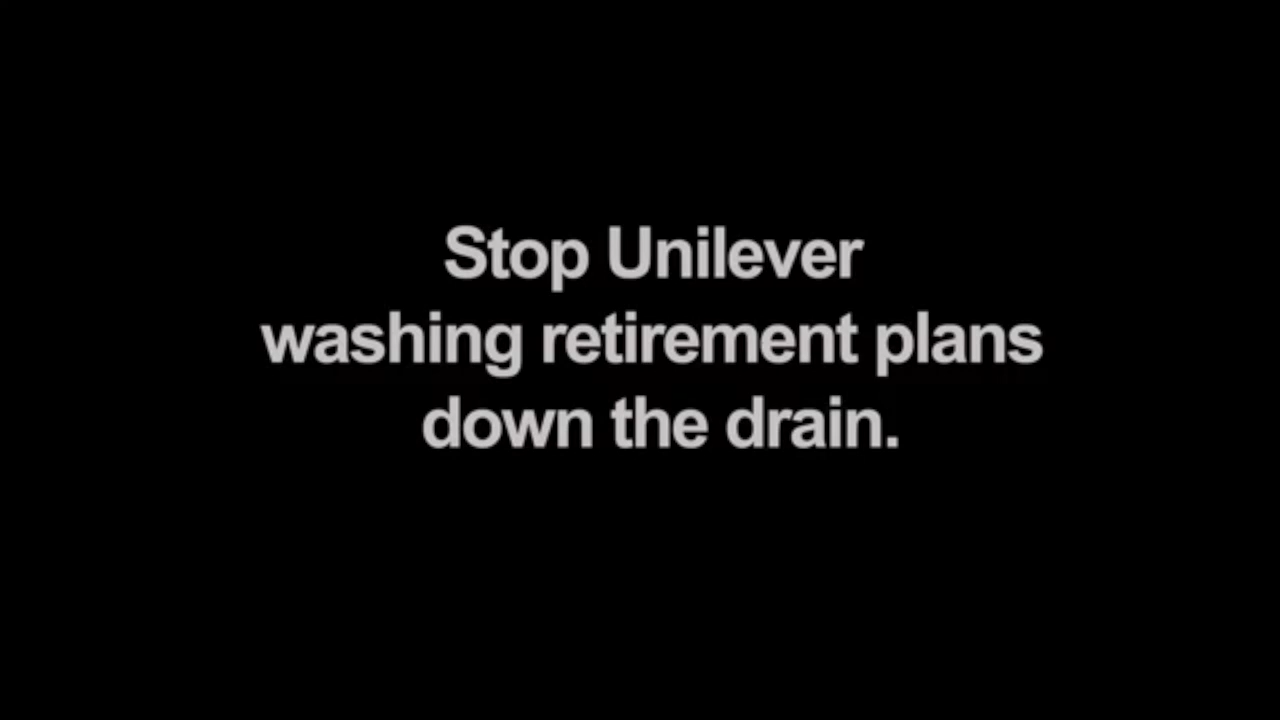 Stop Unilever
washing retirement plans
down the drain.